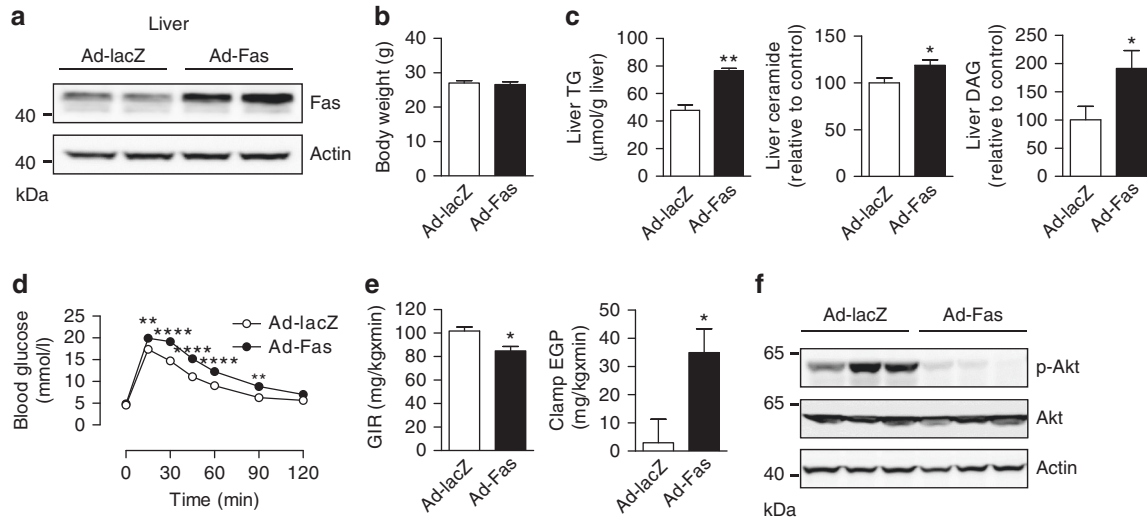 a
Liver
Ad-lacZ
Ad-Fas
Fas
40
Actin
40
kDa
b
Body weight (g)
40
30
20
10
0
Ad-lacZ
Ad-Fas
c
Liver TG
(μmol/g liver)
100
80
60
40
20
0
**
Ad-lacZ
Ad-Fas
Liver ceramide
(relative to control)
150
100
50
0
*
Ad-lacZ
Ad-Fas
Liver DAG
(relative to control)
250
200
150
100
50
0
*
Ad-lacZ
Ad-Fas
d
Blood glucose
(mmol/l)
25
20
15
10
5
0
**
****
****
****
**
Ad-lacZ
Ad-Fas
0
30
60
90
120
Time (min)
e
GIR (mg/kgxmin)
120
100
80
60
40
20
0
*
Ad-lacZ
Ad-Fas
Clamp EGP
(mg/kgxmin)
50
40
30
20
10
0
*
Ad-lacZ
Ad-Fas
f
Ad-lacZ
Ad-Fas
65
p-Akt
65
Akt
Actin
40
kDa